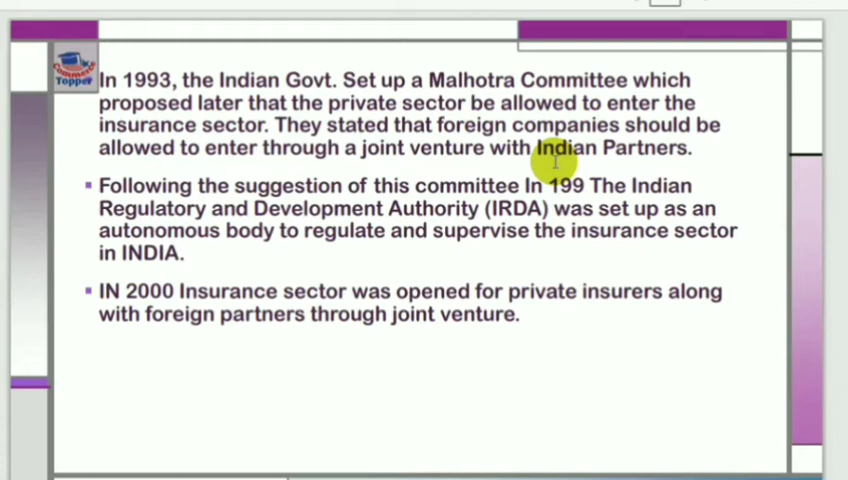 Commerce
Topper
In 1993, the Indian Govt. Set up a Malhotra Committee which
proposed later that the private sector be allowed to enter the
insurance sector. They stated that foreign companies should be
allowed to enter through a joint venture with Indian Partners.
▪ Following the suggestion of this committee In 199 The Indian
Regulatory and Development Authority (IRDA) was set up as an
autonomous body to regulate and supervise the insurance sector
in INDIA.
▪ IN 2000 Insurance sector was opened for private insurers along
with foreign partners through joint venture.